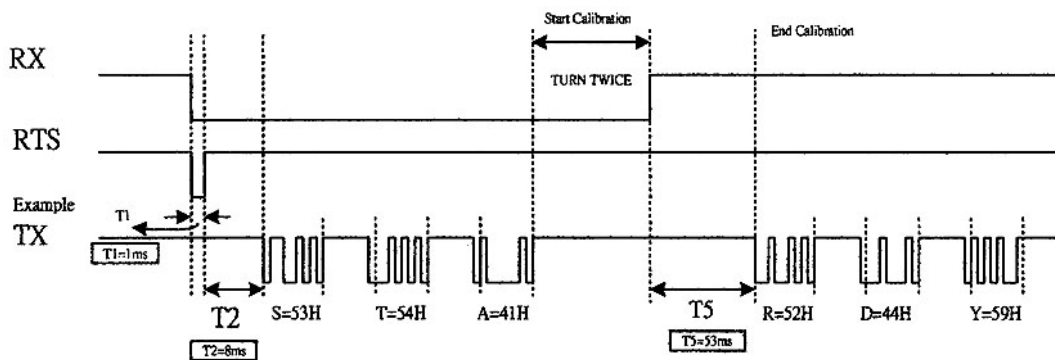 Start Calibration
End Calibration
RX
TURN TWICE
RTS
Example
T1
TX
T1=1ms
T2
S=53H
T=54H
A=41H
T5
R=52H
D=44H
Y=59H
T2=8ms
T5=53ms